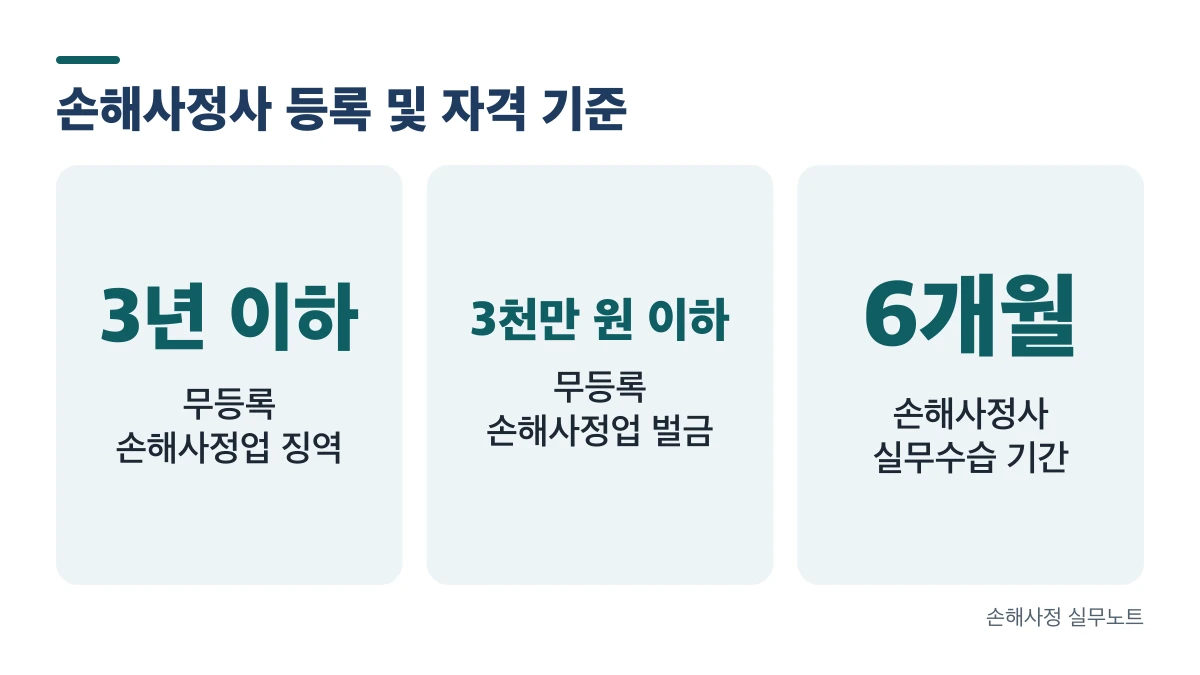 손해사정사 등록 및 자격 기준
3년 이하
무등록
손해사정업 징역
3천만 원 이하
무등록
손해사정업 벌금
6개월
손해사정사
실무수습 기간
손해사정 실무노트